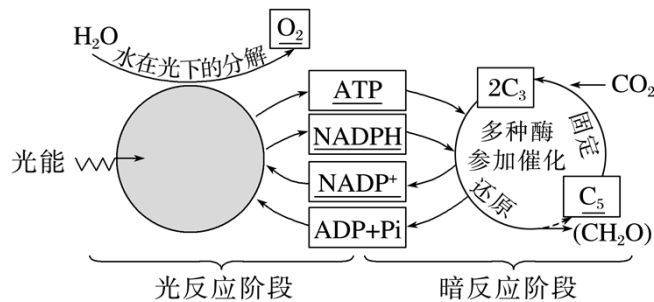 H₂O
水在光下的分解
O₂
光能
ATP
NADPH
NADP⁺
ADP+Pi
2C₃
CO₂
多种酶
参加催化
固定
还原
C₅
(CH₂O)
光反应阶段
暗反应阶段